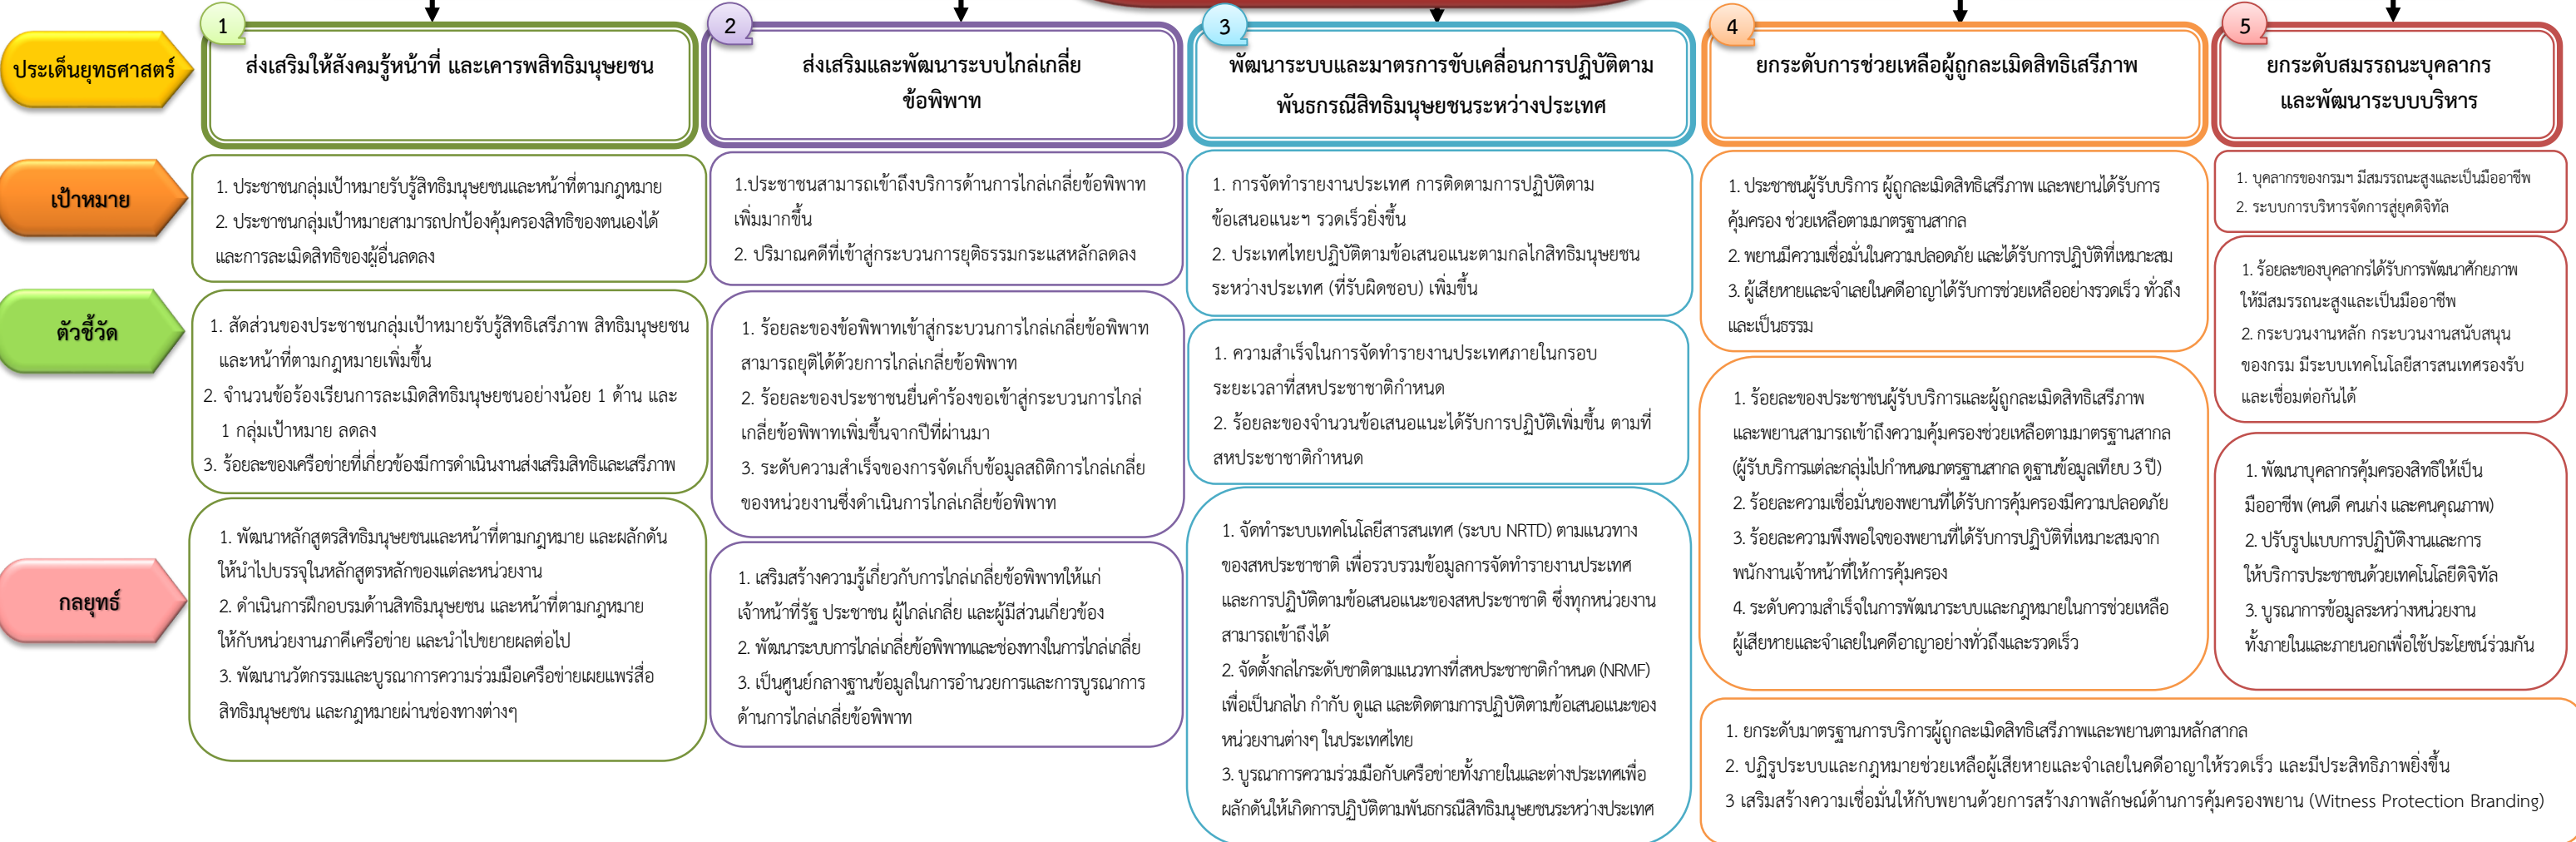 1
2
3
4
5
ประเด็นยุทธศาสตร์
ส่งเสริมให้สังคมรู้หน้าที่ และเคารพสิทธิมนุษยชน
ส่งเสริมและพัฒนาระบบไกล่เกลี่ย
ข้อพิพาท
พัฒนาระบบและมาตรการขับเคลื่อนการปฏิบัติตาม
พันธกรณีสิทธิมนุษยชนระหว่างประเทศ
ยกระดับการช่วยเหลือผู้ถูกละเมิดสิทธิเสรีภาพ
ยกระดับสมรรถนะบุคลากร
และพัฒนาระบบบริหาร
เป้าหมาย
1. ประชาชนกลุ่มเป้าหมายรับรู้สิทธิมนุษยชนและหน้าที่ตามกฎหมาย
2. ประชาชนกลุ่มเป้าหมายสามารถปกป้องคุ้มครองสิทธิของตนเองได้
และการละเมิดสิทธิของผู้อื่นลดลง
1.ประชาชนสามารถเข้าถึงบริการด้านการไกล่เกลี่ยข้อพิพาท
เพิ่มมากขึ้น
2. ปริมาณคดีที่เข้าสู่กระบวนการยุติธรรมกระแสหลักลดลง
1. การจัดทำรายงานประเทศ การติดตามการปฏิบัติตาม
ข้อเสนอแนะฯ รวดเร็วยิ่งขึ้น
2. ประเทศไทยปฏิบัติตามข้อเสนอแนะตามกลไกสิทธิมนุษยชน
ระหว่างประเทศ (ที่รับผิดชอบ) เพิ่มขึ้น
1. ประชาชนผู้รับบริการ ผู้ถูกละเมิดสิทธิเสรีภาพ และพยานได้รับการ
คุ้มครอง ช่วยเหลือตามมาตรฐานสากล
2. พยานมีความเชื่อมั่นในความปลอดภัย และได้รับการปฏิบัติที่เหมาะสม
3. ผู้เสียหายและจำเลยในคดีอาญาได้รับการช่วยเหลืออย่างรวดเร็ว ทั่วถึง
และเป็นธรรม
1. บุคลากรของกรมฯ มีสมรรถนะสูงและเป็นมืออาชีพ
2. ระบบการบริหารจัดการสู่ยุคดิจิทัล
ตัวชี้วัด
1. สัดส่วนของประชาชนกลุ่มเป้าหมายรับรู้สิทธิเสรีภาพ สิทธิมนุษยชน
และหน้าที่ตามกฎหมายเพิ่มขึ้น
2. จำนวนข้อร้องเรียนการละเมิดสิทธิมนุษยชนอย่างน้อย 1 ด้าน และ
1 กลุ่มเป้าหมาย ลดลง
3. ร้อยละของเครือข่ายที่เกี่ยวข้องมีการดำเนินงานส่งเสริมสิทธิและเสรีภาพ
1. ร้อยละของข้อพิพาทเข้าสู่กระบวนการไกล่เกลี่ยข้อพิพาท
สามารถยุติได้ด้วยการไกล่เกลี่ยข้อพิพาท
2. ร้อยละของประชาชนยื่นคำร้องขอเข้าสู่กระบวนการไกล่
เกลี่ยข้อพิพาทเพิ่มขึ้นจากปีที่ผ่านมา
3. ระดับความสำเร็จของการจัดเก็บข้อมูลสถิติการไกล่เกลี่ย
ของหน่วยงานซึ่งดำเนินการไกล่เกลี่ยข้อพิพาท
1. ความสำเร็จในการจัดทำรายงานประเทศภายในกรอบ
ระยะเวลาที่สหประชาชาติกำหนด
2. ร้อยละของจำนวนข้อเสนอแนะได้รับการปฏิบัติเพิ่มขึ้น ตามที่
สหประชาชาติกำหนด
1. ร้อยละของประชาชนผู้รับบริการและผู้ถูกละเมิดสิทธิเสรีภาพ
และพยานสามารถเข้าถึงความคุ้มครองช่วยเหลือตามมาตรฐานสากล
(ผู้รับบริการแต่ละกลุ่มไปกำหนดมาตรฐานสากล ดูฐานข้อมูลเทียบ 3 ปี)
2. ร้อยละความเชื่อมั่นของพยานที่ได้รับการคุ้มครองมีความปลอดภัย
3. ร้อยละความพึงพอใจของพยานที่ได้รับการปฏิบัติที่เหมาะสมจาก
พนักงานเจ้าหน้าที่ให้การคุ้มครอง
4. ระดับความสำเร็จในการพัฒนาระบบและกฎหมายในการช่วยเหลือ
ผู้เสียหายและจำเลยในคดีอาญาอย่างทั่วถึงและรวดเร็ว
1. ร้อยละของบุคลากรได้รับการพัฒนาศักยภาพ
ให้มีสมรรถนะสูงและเป็นมืออาชีพ
2. กระบวนงานหลัก กระบวนงานสนับสนุน
ของกรม มีระบบเทคโนโลยีสารสนเทศรองรับ
และเชื่อมต่อกันได้
กลยุทธ์
1. พัฒนาหลักสูตรสิทธิมนุษยชนและหน้าที่ตามกฎหมาย และผลักดัน
ให้นำไปบรรจุในหลักสูตรหลักของแต่ละหน่วยงาน
2. ดำเนินการฝึกอบรมด้านสิทธิมนุษยชน และหน้าที่ตามกฎหมาย
ให้กับหน่วยงานภาคีเครือข่าย และนำไปขยายผลต่อไป
3. พัฒนานวัตกรรมและบูรณาการความร่วมมือเครือข่ายเผยแพร่สื่อ
สิทธิมนุษยชน และกฎหมายผ่านช่องทางต่างๆ
1. เสริมสร้างความรู้เกี่ยวกับการไกล่เกลี่ยข้อพิพาทให้แก่
เจ้าหน้าที่รัฐ ประชาชน ผู้ไกล่เกลี่ย และผู้มีส่วนเกี่ยวข้อง
2. พัฒนาระบบการไกล่เกลี่ยข้อพิพาทและช่องทางในการไกล่เกลี่ย
3. เป็นศูนย์กลางฐานข้อมูลในการอำนวยการและการบูรณาการ
ด้านการไกล่เกลี่ยข้อพิพาท
1. จัดทำระบบเทคโนโลยีสารสนเทศ (ระบบ NRTD) ตามแนวทาง
ของสหประชาชาติ เพื่อรวบรวมข้อมูลการจัดทำรายงานประเทศ
และการปฏิบัติตามข้อเสนอแนะของสหประชาชาติ ซึ่งทุกหน่วยงาน
สามารถเข้าถึงได้
2. จัดตั้งกลไกระดับชาติตามแนวทางที่สหประชาชาติกำหนด (NRMF)
เพื่อเป็นกลไก กำกับ ดูแล และติดตามการปฏิบัติตามข้อเสนอแนะของ
หน่วยงานต่างๆ ในประเทศไทย
3. บูรณาการความร่วมมือกับเครือข่ายทั้งภายในและต่างประเทศเพื่อ
ผลักดันให้เกิดการปฏิบัติตามพันธกรณีสิทธิมนุษยชนระหว่างประเทศ
1. ยกระดับมาตรฐานการบริการผู้ถูกละเมิดสิทธิเสรีภาพและพยานตามหลักสากล
2. ปฏิรูประบบและกฎหมายช่วยเหลือผู้เสียหายและจำเลยในคดีอาญาให้รวดเร็ว และมีประสิทธิภาพยิ่งขึ้น
3 เสริมสร้างความเชื่อมั่นให้กับพยานด้วยการสร้างภาพลักษณ์ด้านการคุ้มครองพยาน (Witness Protection Branding)
1. พัฒนาบุคลากรคุ้มครองสิทธิให้เป็น
มืออาชีพ (คนดี คนเก่ง และคนคุณภาพ)
2. ปรับรูปแบบการปฏิบัติงานและการ
ให้บริการประชาชนด้วยเทคโนโลยีดิจิทัล
3. บูรณาการข้อมูลระหว่างหน่วยงาน
ทั้งภายในและภายนอกเพื่อใช้ประโยชน์ร่วมกัน